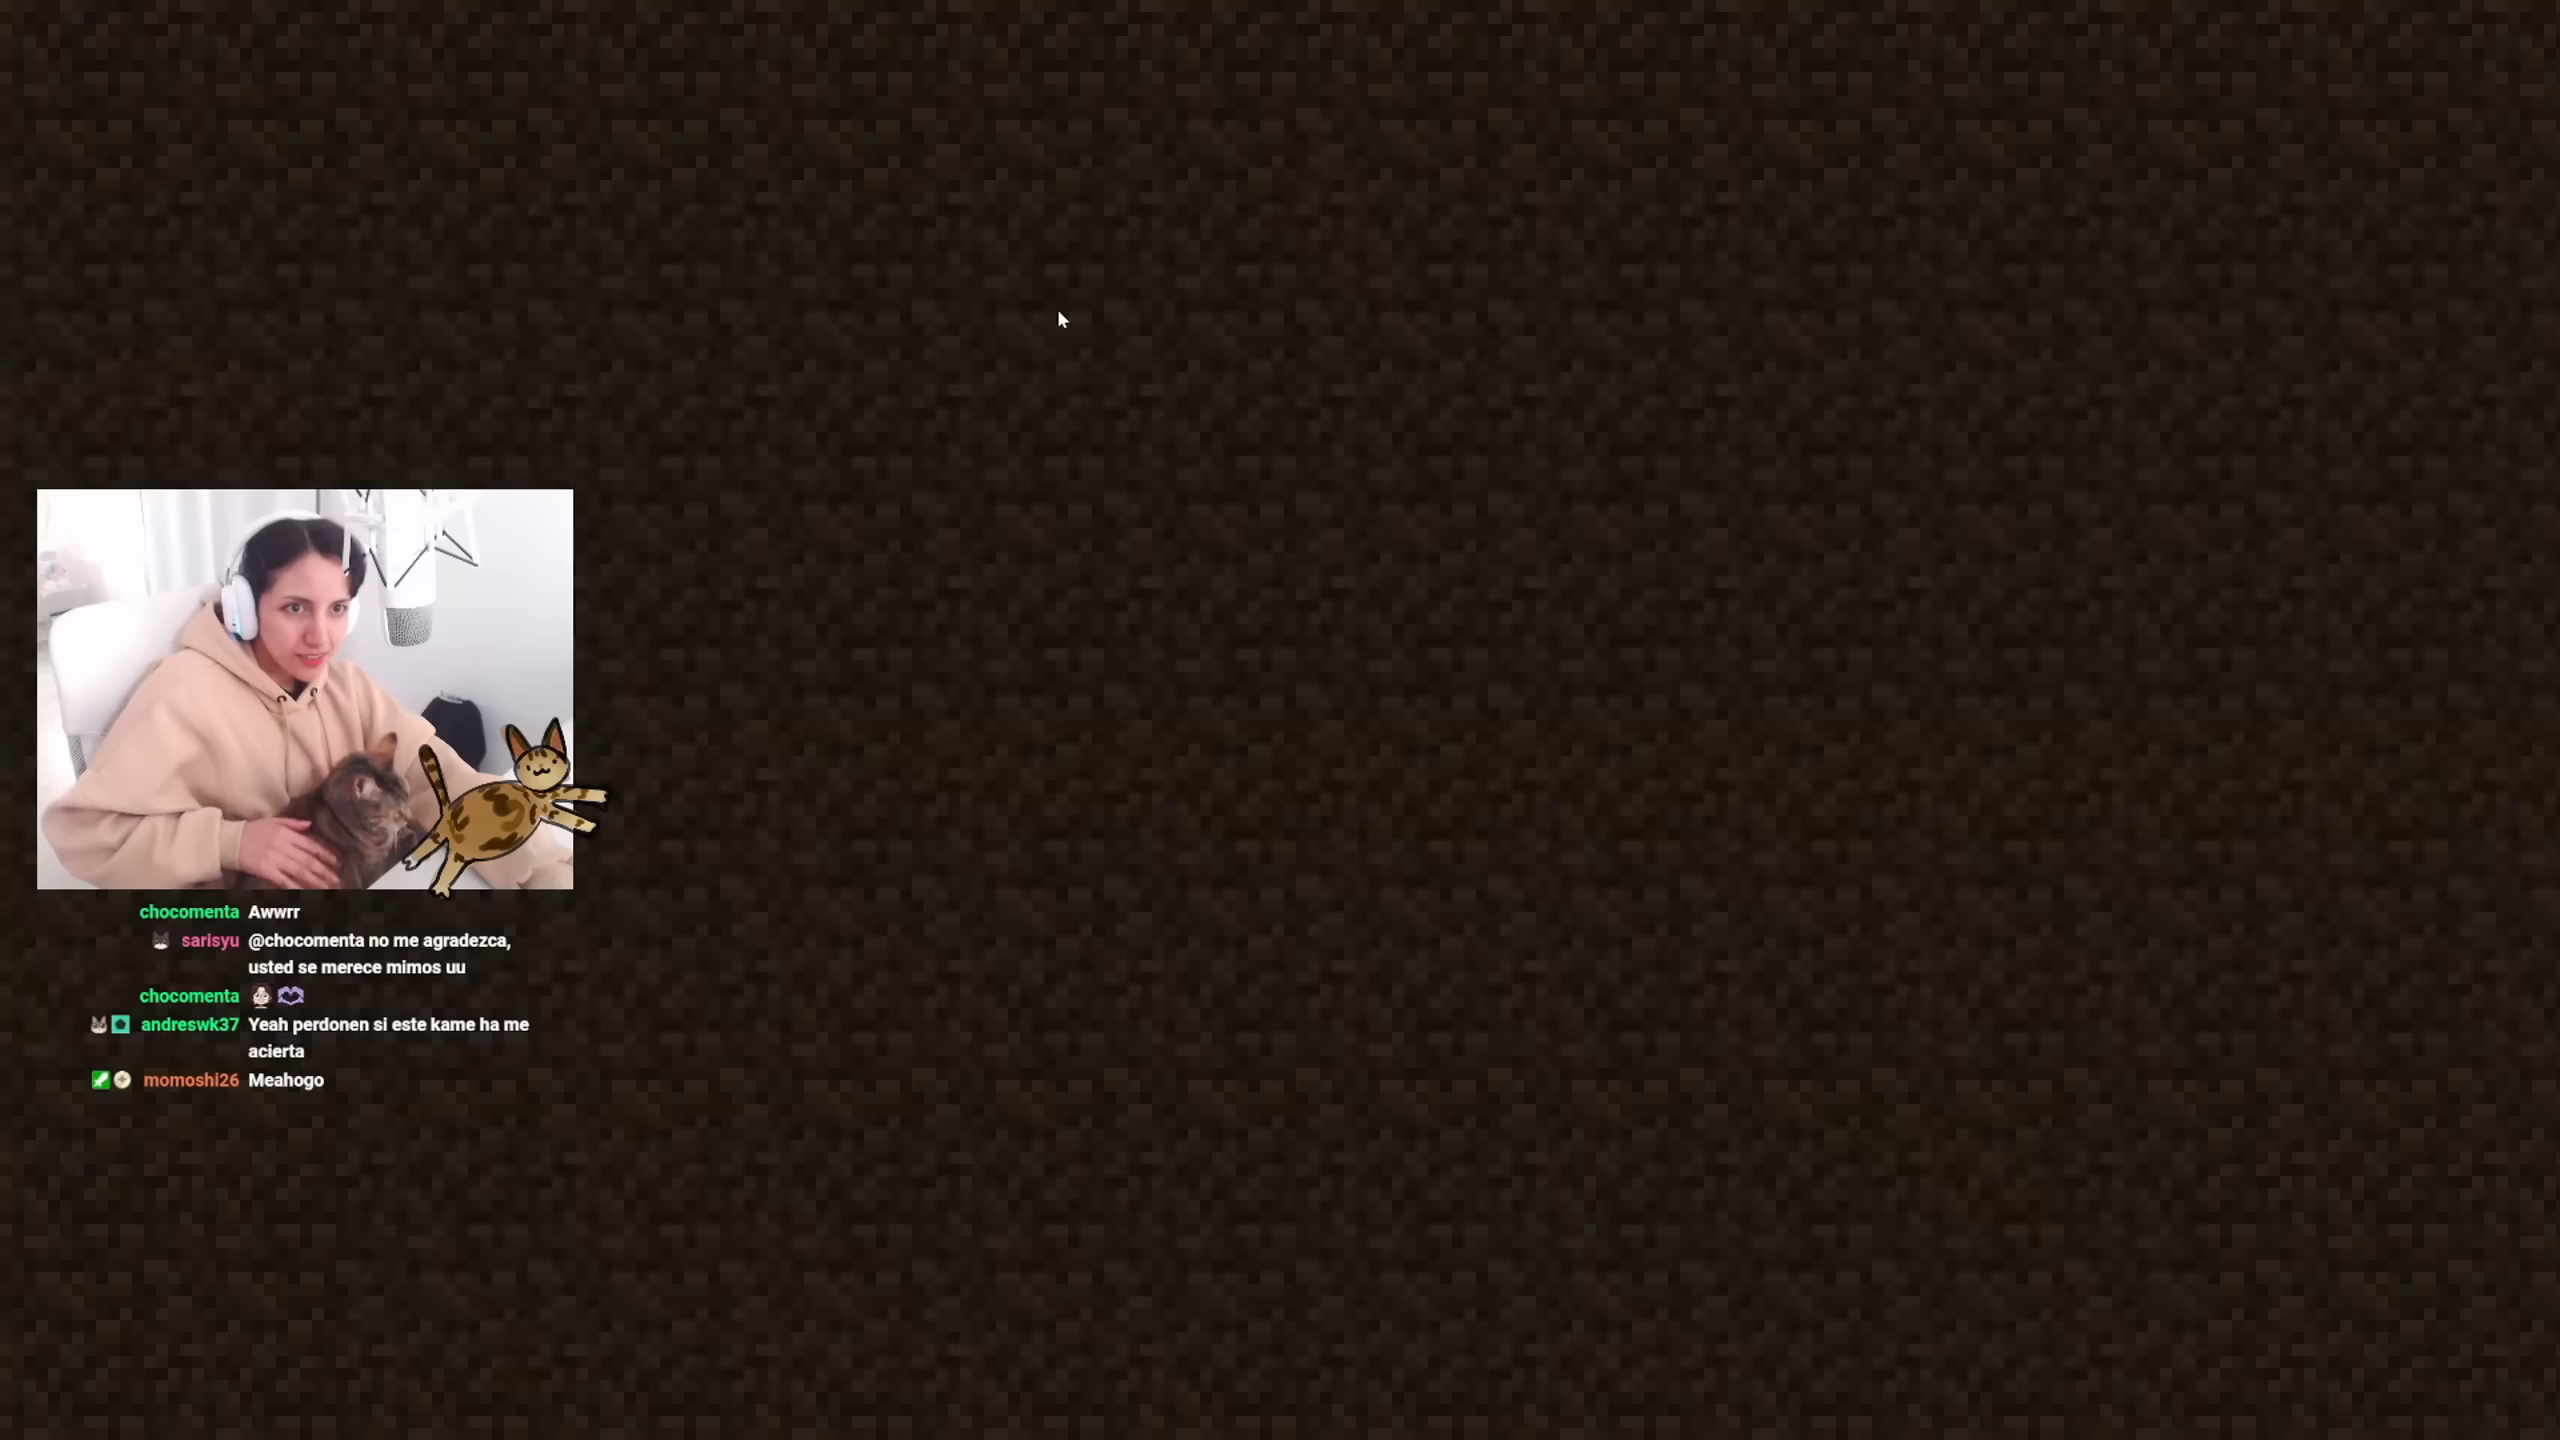 chocomenta Awwrr
sarisyu @chocomenta no me agradezca,
usted se merece mimos uu
chocomenta
andreswk37 Yeah perdonen si este kame ha me
acierta
momoshi26 Meahogo